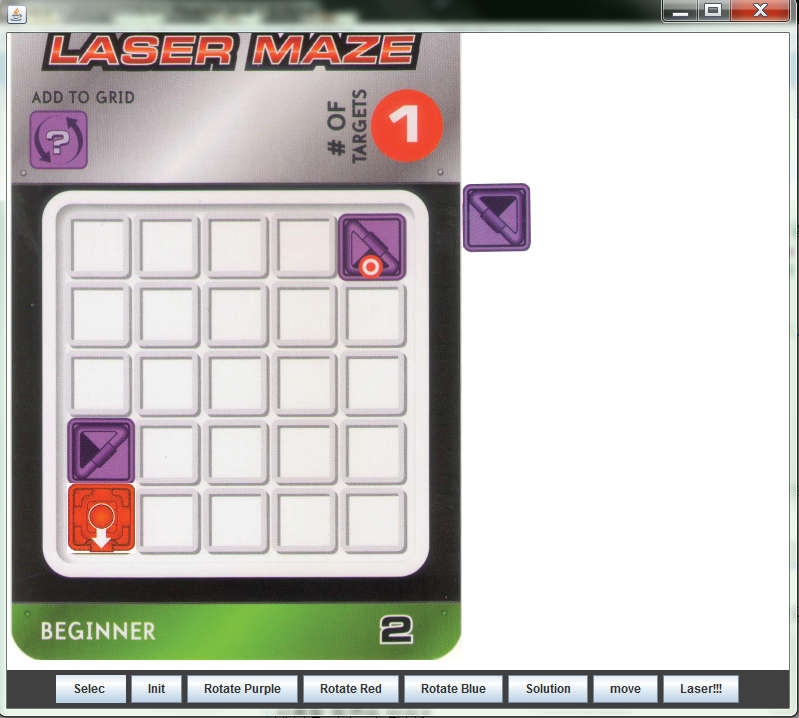 LASER MAZE
ADD TO GRID
?
# OF
TARGETS
1
BEGINNER
2
Selec
Init
Rotate Purple
Rotate Red
Rotate Blue
Solution
move
Laser!!!